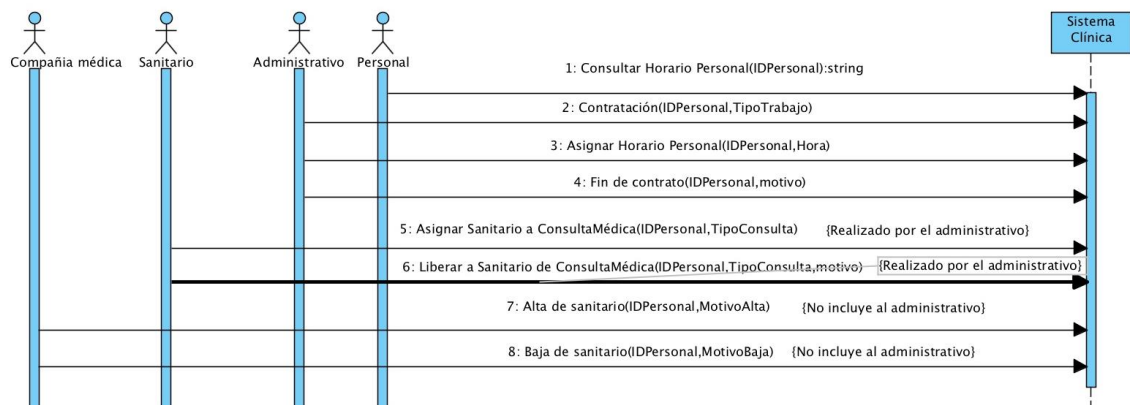 Sistema
Clínica
Compañia médica Sanitario Administrativo Personal
1: Consultar Horario Personal(IDPersonal):string
2: Contratación(IDPersonal,TipoTrabajo)
3: Asignar Horario Personal(IDPersonal,Hora)
4: Fin de contrato(IDPersonal,motivo)
5: Asignar Sanitario a ConsultaMédica(IDPersonal,TipoConsulta) {Realizado por el administrativo}
6: Liberar a Sanitario de ConsultaMédica(IDPersonal,TipoConsulta,motivo) {Realizado por el administrativo}
7: Alta de sanitario(IDPersonal,MotivoAlta) {No incluye al administrativo}
8: Baja de sanitario(IDPersonal,MotivoBaja) {No incluye al administrativo}